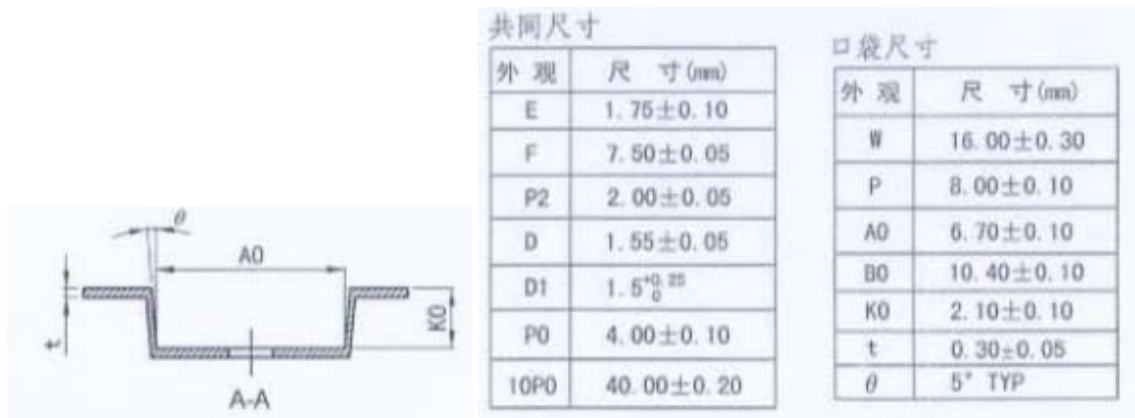 θ
A0
K0
t
A-A
共同尺寸
外 观 尺 寸(mm)
E 1.75±0.10
F 7.50±0.05
P2 2.00±0.05
D 1.55±0.05
D1 1.5+0.25 0
P0 4.00±0.10
10P0 40.00±0.20
口袋尺寸
外 观 尺 寸(mm)
W 16.00±0.30
P 8.00±0.10
A0 6.70±0.10
B0 10.40±0.10
K0 2.10±0.10
t 0.30±0.05
θ 5° TYP